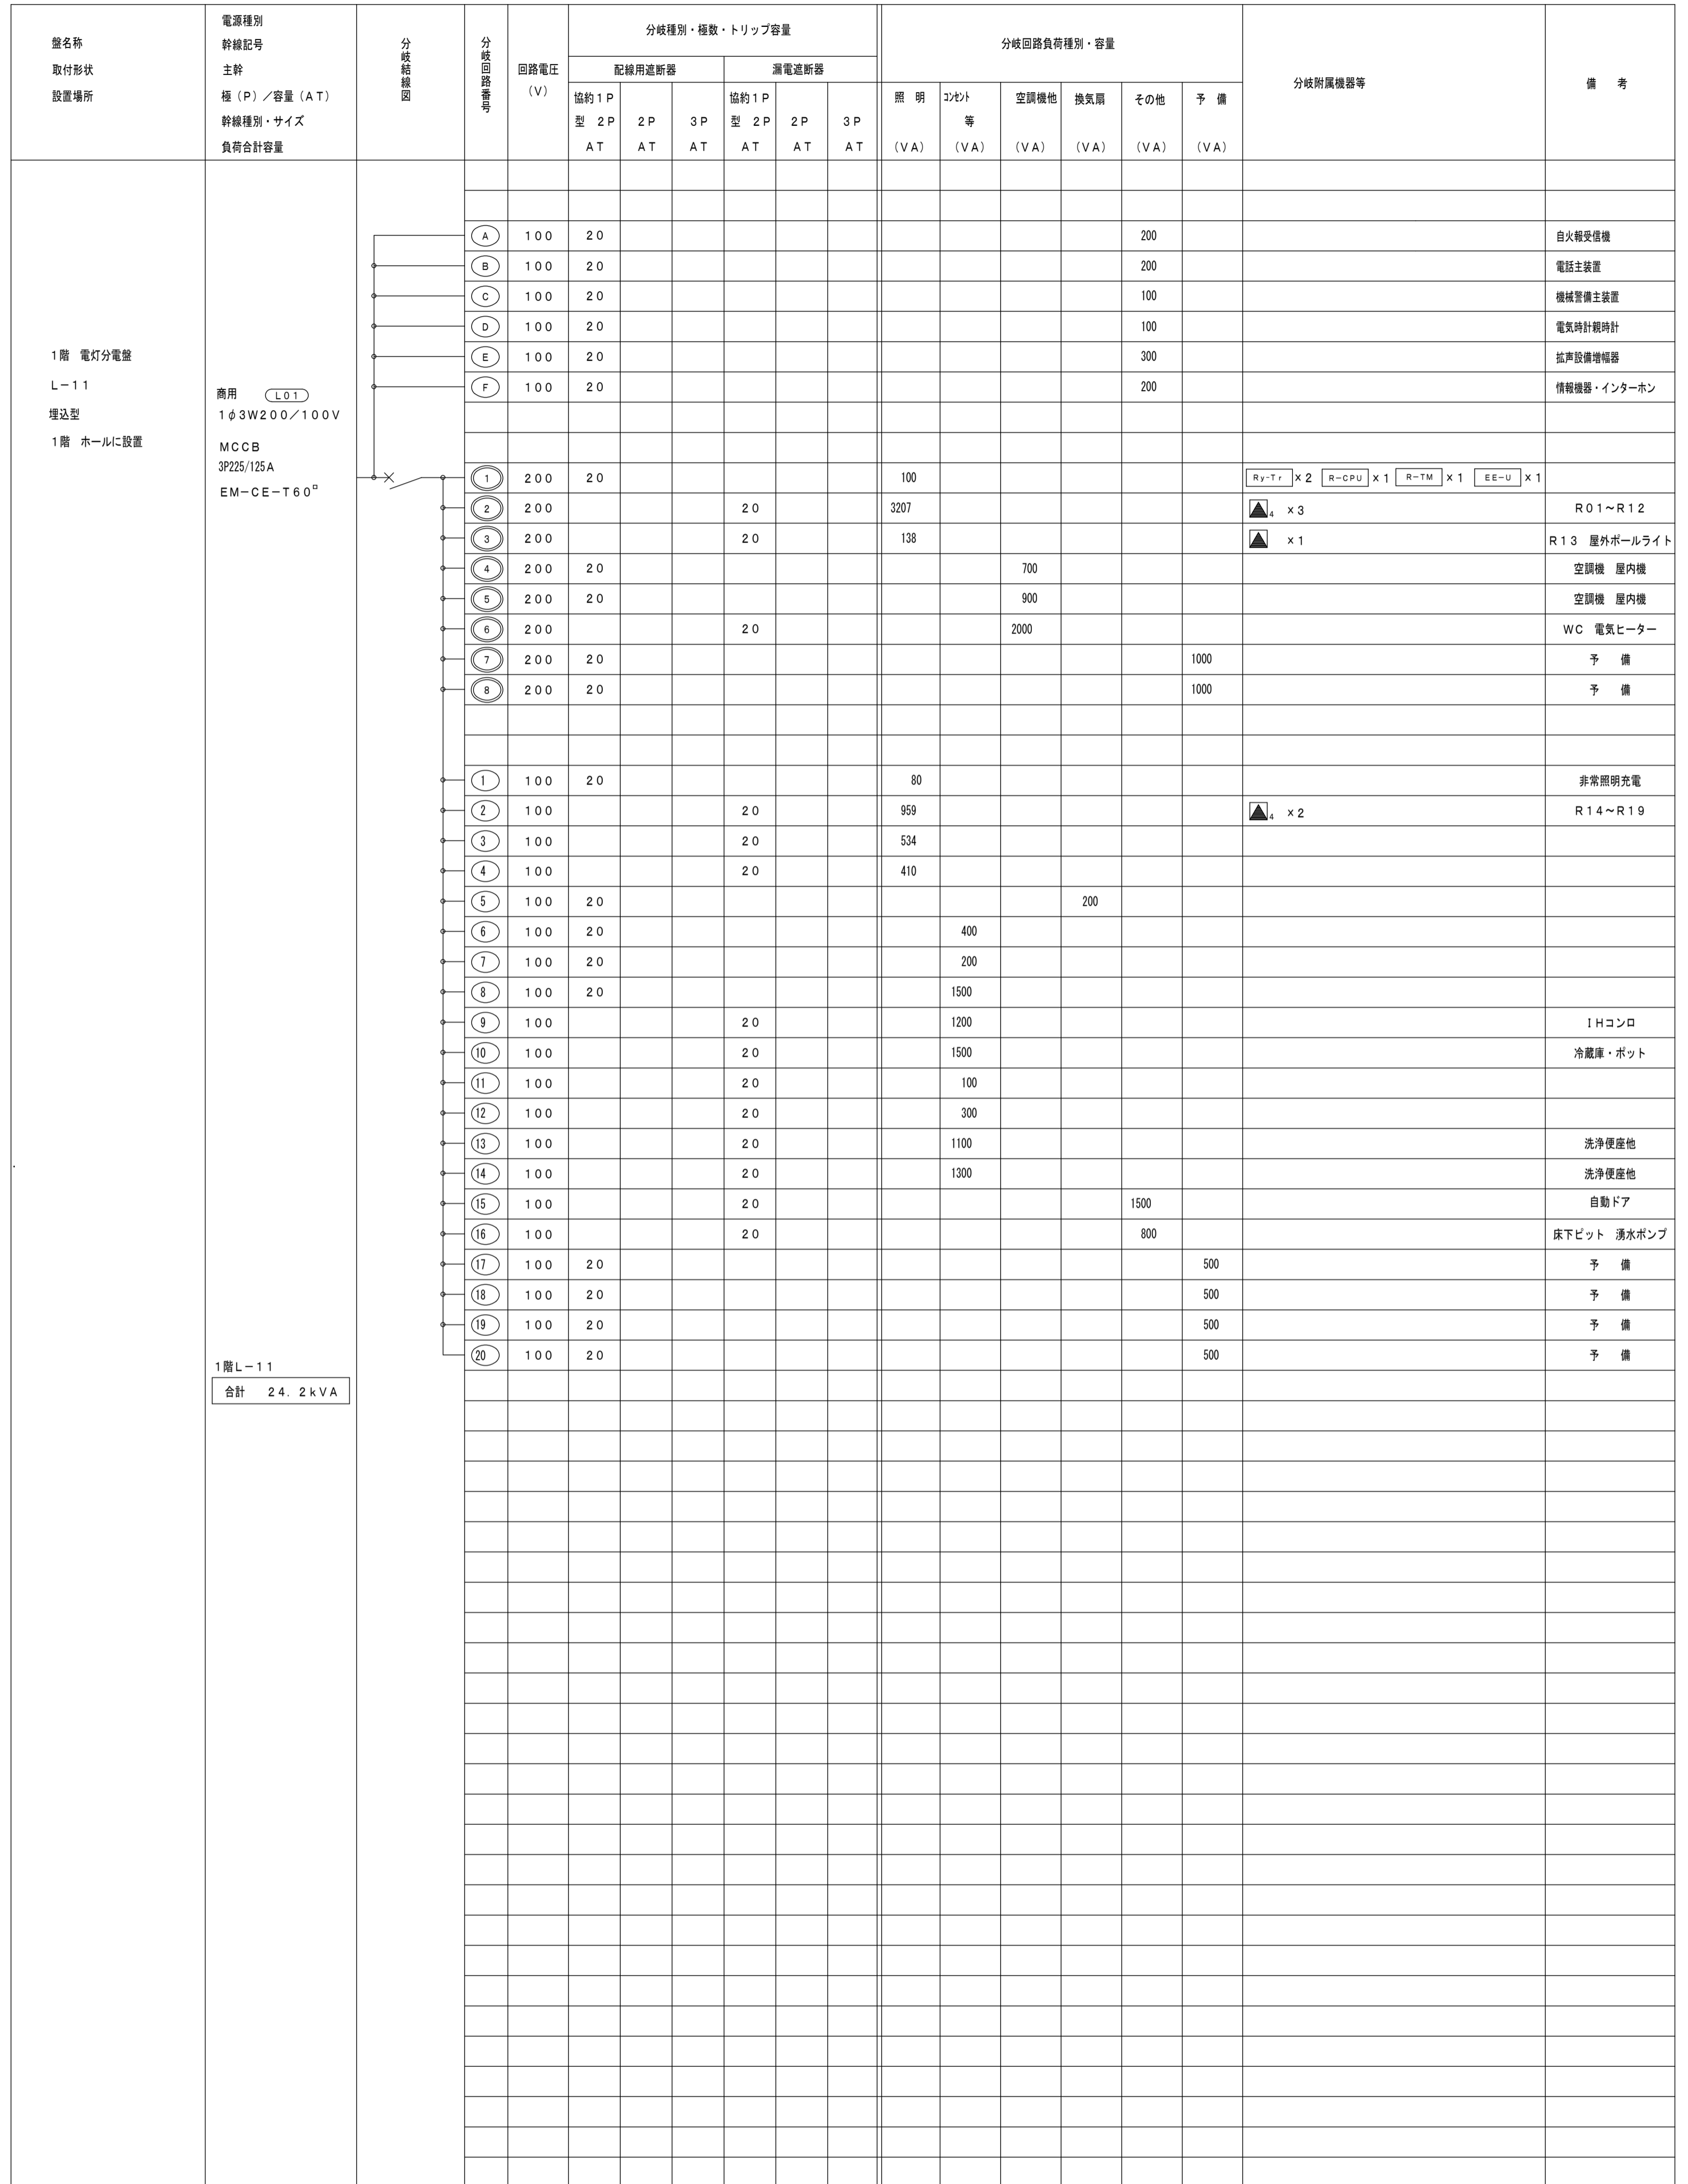 盤名称
取付形状
設置場所
電源種別
幹線記号
主幹
極（P）／容量（AT）
幹線種別・サイズ
負荷合計容量
分岐結線図
分岐回路番号
回路電圧
（V）
分岐種別・極数・トリップ容量
配線用遮断器 漏電遮断器
協約1P 協約1P
型 2P 2P 3P 型 2P 2P 3P
AT AT AT AT AT AT
分岐回路負荷種別・容量
照 明 コンセント 空調機他 換気扇 その他 予 備
等
（VA） （VA） （VA） （VA） （VA） （VA）
分岐附属機器等
備 考
1階 電灯分電盤
L－11
埋込型
1階 ホールに設置
商用 L01
1φ3W200／100V
MCCB
3P225/125A
EM－CE－T60□
1階L－11
合計 24．2kVA
A 100 20 200 自火報受信機
B 100 20 200 電話主装置
C 100 20 100 機械警備主装置
D 100 20 100 電気時計親時計
E 100 20 300 拡声設備増幅器
F 100 20 200 情報機器・インターホン
1 200 20 100 Ry-Tr ×2 R-CPU ×1 R-TM ×1 EE-U ×1
2 200 20 3207 4 ×3 R01～R12
3 200 20 138 ×1 R13 屋外ポールライト
4 200 20 700 空調機 屋内機
5 200 20 900 空調機 屋内機
6 200 20 2000 WC 電気ヒーター
7 200 20 1000 予 備
8 200 20 1000 予 備
1 100 20 80 非常照明充電
2 100 20 959 4 ×2 R14～R19
3 100 20 534
4 100 20 410
5 100 20 200
6 100 20 400
7 100 20 200
8 100 20 1500
9 100 20 1200 IHコンロ
10 100 20 1500 冷蔵庫・ポット
11 100 20 100
12 100 20 300
13 100 20 1100 洗浄便座他
14 100 20 1300 洗浄便座他
15 100 20 1500 自動ドア
16 100 20 800 床下ピット 湧水ポンプ
17 100 20 500 予 備
18 100 20 500 予 備
19 100 20 500 予 備
20 100 20 500 予 備